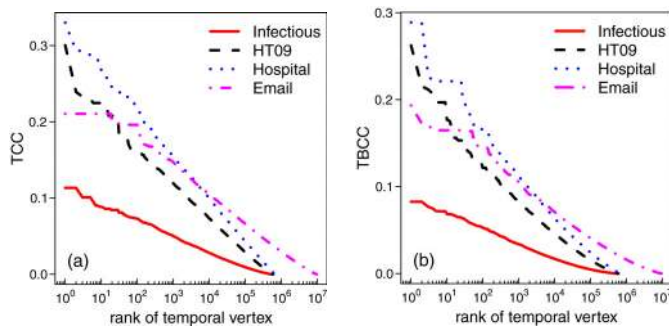 0.3
0.2
0.1
0.0
TCC
Infectious
HT09
Hospital
Email
(a)
10^0 10^1 10^2 10^3 10^4 10^5 10^6 10^7
rank of temporal vertex
0.3
0.2
0.1
0.0
TBCC
Infectious
HT09
Hospital
Email
(b)
10^0 10^1 10^2 10^3 10^4 10^5 10^6 10^7
rank of temporal vertex